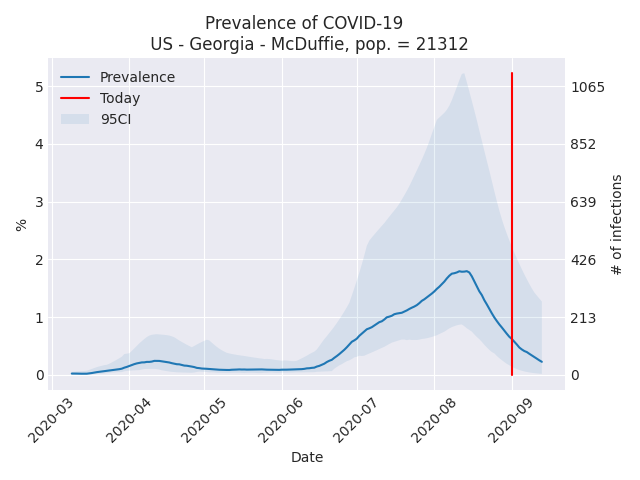 Prevalence of COVID-19
US - Georgia - McDuffie, pop. = 21312
Prevalence
Today
95CI
5
4
3
2
1
0
%
1065
852
639
426
213
0
# of infections
2020-03
2020-04
2020-05
2020-06
2020-07
2020-08
2020-09
Date